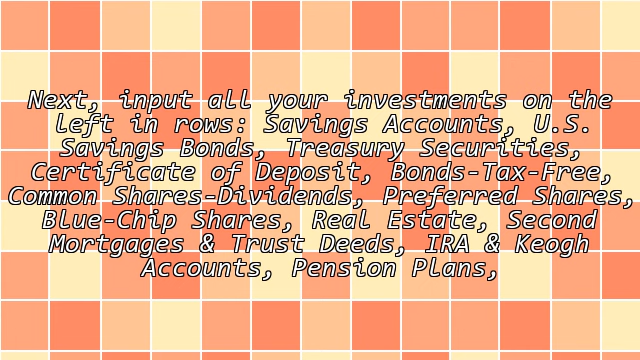 Next, input all your investments on the
left in rows: Savings Accounts, U.S.
Savings Bonds, Treasury Securities,
Certificate of Deposit, Bonds-Tax-Free,
Common Shares-Dividends, Preferred Shares,
Blue-Chip Shares, Real Estate, Second
Mortgages & Trust Deeds, IRA & Keogh
Accounts, Pension Plans,